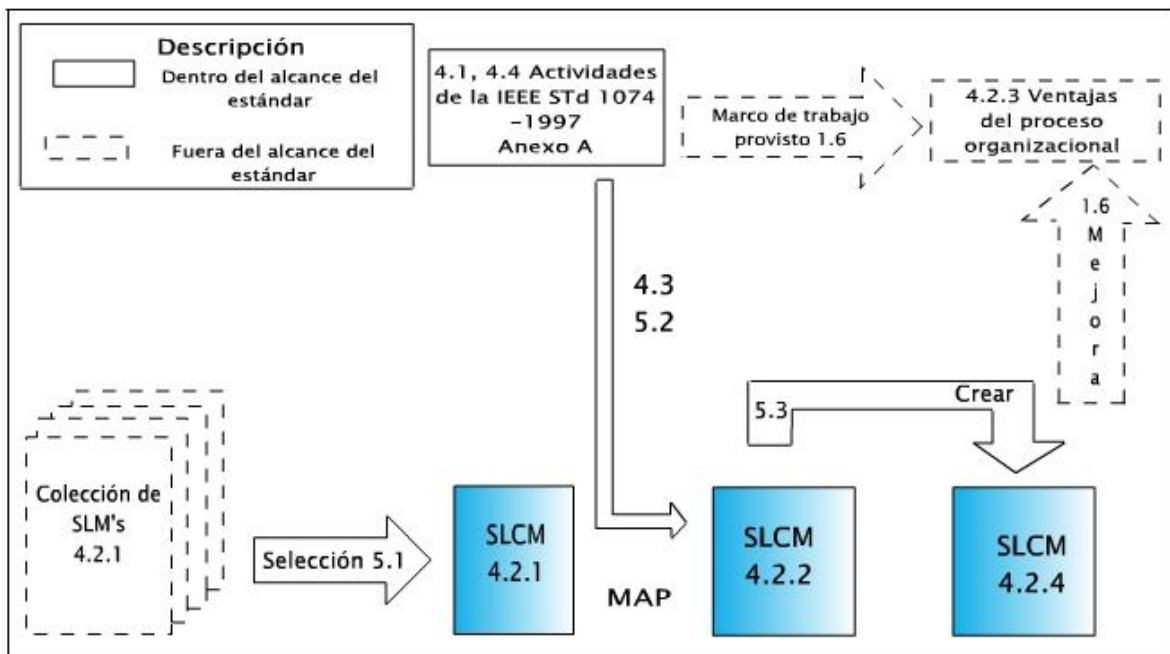 Descripción
Dentro del alcance del
estándar
Fuera del alcance del
estándar
4.1, 4.4 Actividades
de la IEEE STd 1074
-1997
Anexo A
Marco de trabajo
provisto 1.6
4.2.3 Ventajas
del proceso
organizacional
1.6
M
e
j
o
r
a
4.3
5.2
Crear
5.3
Colección de
SLM's
4.2.1
Selección 5.1
SLCM
4.2.1
MAP
SLCM
4.2.2
SLCM
4.2.4